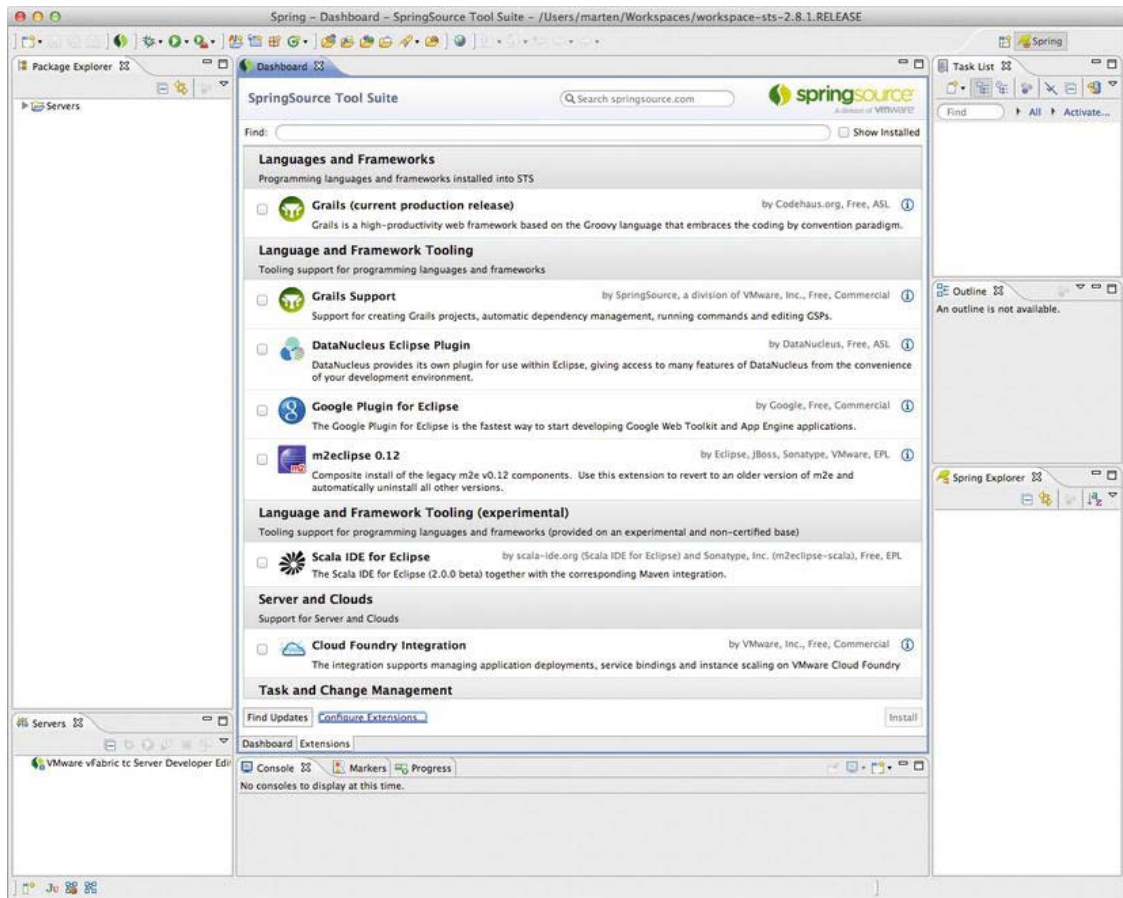 Spring - Dashboard - SpringSource Tool Suite - /Users/marten/Workspaces/workspace-sts-2.8.1.RELEASE
Spring
Package Explorer
Servers
Dashboard
SpringSource Tool Suite
Search springsource.com
springsource
A division of VMWARE
Find:
Show Installed
Languages and Frameworks
Programming languages and frameworks installed into STS
Grails (current production release)
by Codehaus.org, Free, ASL
Grails is a high-productivity web framework based on the Groovy language that embraces the coding by convention paradigm.
Language and Framework Tooling
Tooling support for programming languages and frameworks
Grails Support
by SpringSource, a division of VMware, Inc., Free, Commercial
Support for creating Grails projects, automatic dependency management, running commands and editing GSPs.
DataNucleus Eclipse Plugin
by DataNucleus, Free, ASL
DataNucleus provides its own plugin for use within Eclipse, giving access to many features of DataNucleus from the convenience
of your development environment.
Google Plugin for Eclipse
by Google, Free, Commercial
The Google Plugin for Eclipse is the fastest way to start developing Google Web Toolkit and App Engine applications.
m2
m2eclipse 0.12
by Eclipse, JBoss, Sonatype, VMware, EPL
Composite install of the legacy m2e v0.12 components. Use this extension to revert to an older version of m2e and
automatically uninstall all other versions.
Language and Framework Tooling (experimental)
Tooling support for programming languages and frameworks (provided on an experimental and non-certified base)
Scala IDE for Eclipse
by scala-ide.org (Scala IDE for Eclipse) and Sonatype, Inc. (m2eclipse-scala), Free, EPL
The Scala IDE for Eclipse (2.0.0 beta) together with the corresponding Maven integration.
Server and Clouds
Support for Server and Clouds
Cloud Foundry Integration
by VMware, Inc., Free, Commercial
The integration supports managing application deployments, service bindings and instance scaling on VMware Cloud Foundry
Task and Change Management
Find Updates
Configure Extensions...
Install
Dashboard Extensions
Task List
Find
All
Activate...
Outline
An outline is not available.
Spring Explorer
Servers
VMware vFabric tc Server Developer Edi
Console
Markers
Progress
No consoles to display at this time.
Ju